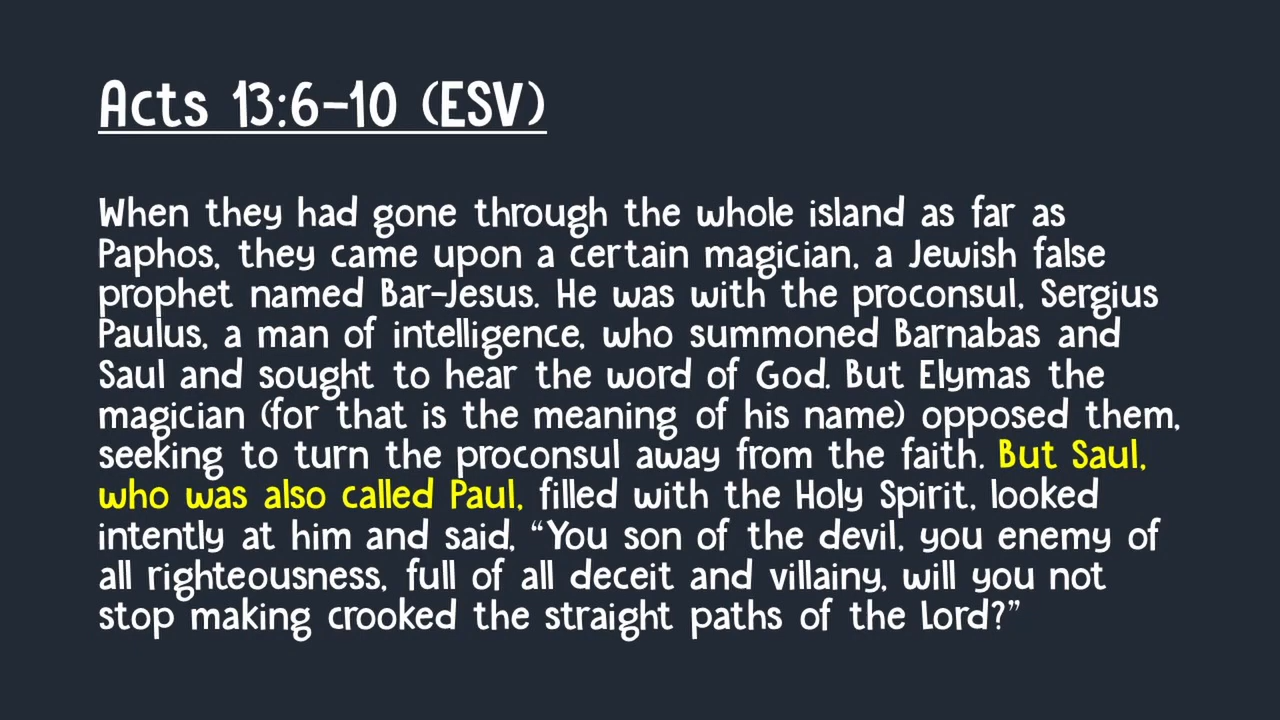 Acts 13:6-10 (ESV)
When they had gone through the whole island as far as
Paphos, they came upon a certain magician, a Jewish false
prophet named Bar-Jesus. He was with the proconsul, Sergius
Paulus, a man of intelligence, who summoned Barnabas and
Saul and sought to hear the word of God. But Elymas the
magician (for that is the meaning of his name) opposed them,
seeking to turn the proconsul away from the faith. But Saul,
who was also called Paul, filled with the Holy Spirit, looked
intently at him and said, “You son of the devil, you enemy of
all righteousness, full of all deceit and villainy, will you not
stop making crooked the straight paths of the Lord?”